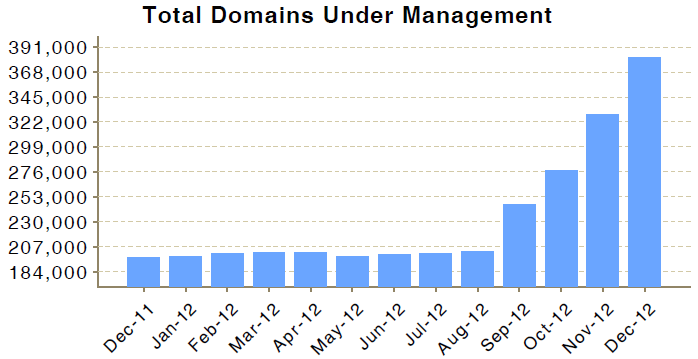 Total Domains Under Management
391,000
368,000
345,000
322,000
299,000
276,000
253,000
230,000
207,000
184,000
Dec-11
Jan-12
Feb-12
Mar-12
Apr-12
May-12
Jun-12
Jul-12
Aug-12
Sep-12
Oct-12
Nov-12
Dec-12